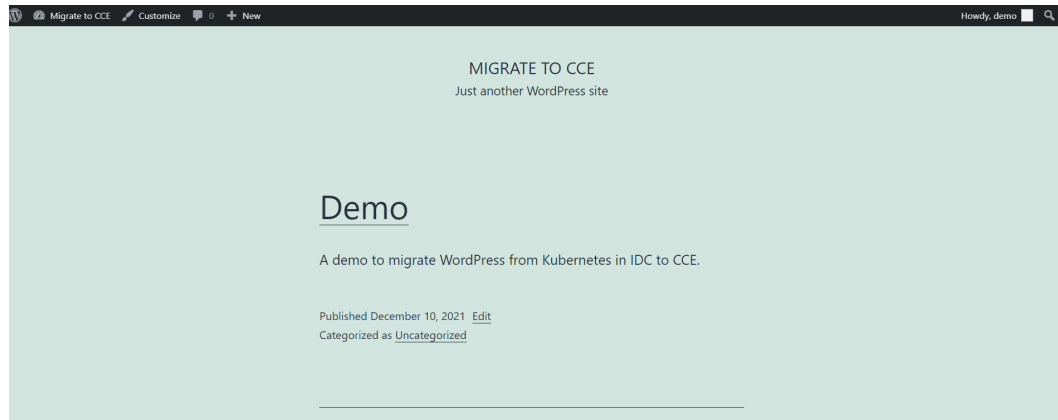 Migrate to CCE Customize 0 New Howdy, demo
MIGRATE TO CCE
Just another WordPress site
Demo
A demo to migrate WordPress from Kubernetes in IDC to CCE.
Published December 10, 2021 Edit
Categorized as Uncategorized